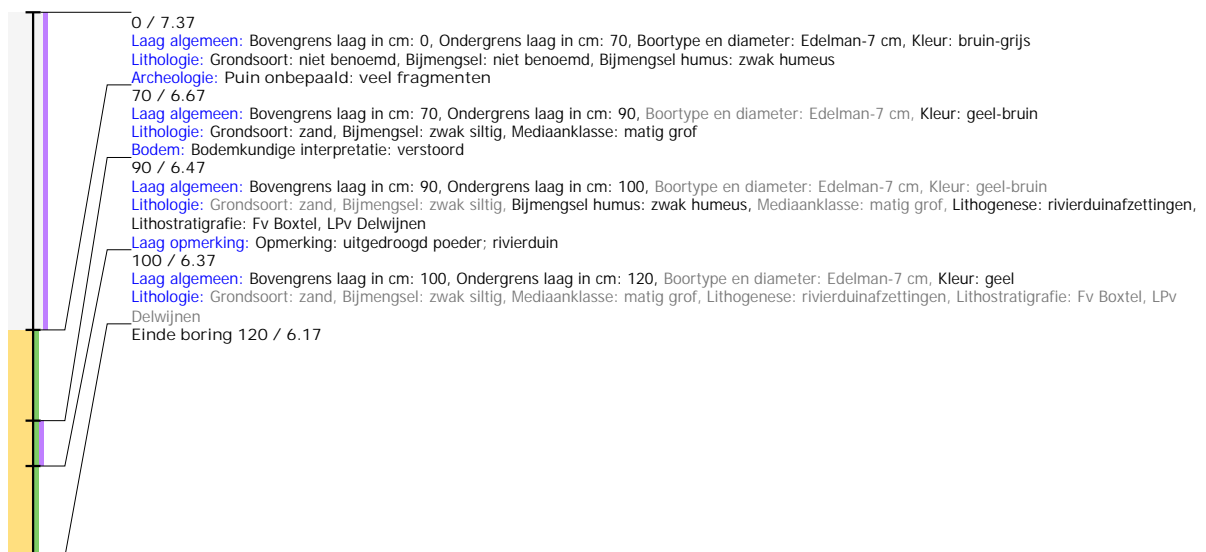 0 / 7.37
Laag algemeen: Bovengrens laag in cm: 0, Ondergrens laag in cm: 70, Boortype en diameter: Edelman-7 cm, Kleur: bruin-grijs
Lithologie: Grondsoort: niet benoemd, Bijmengsel: niet benoemd, Bijmengsel humus: zwak humeus
Archeologie: Puin onbepaald: veel fragmenten
70 / 6.67
Laag algemeen: Bovengrens laag in cm: 70, Ondergrens laag in cm: 90, Boortype en diameter: Edelman-7 cm, Kleur: geel-bruin
Lithologie: Grondsoort: zand, Bijmengsel: zwak siltig, Mediaanklasse: matig grof
Bodem: Bodemkundige interpretatie: verstoord
90 / 6.47
Laag algemeen: Bovengrens laag in cm: 90, Ondergrens laag in cm: 100, Boortype en diameter: Edelman-7 cm, Kleur: geel-bruin
Lithologie: Grondsoort: zand, Bijmengsel: zwak siltig, Bijmengsel humus: zwak humeus, Mediaanklasse: matig grof, Lithogenese: rivierduinafzettingen,
Lithostratigrafie: Fv Boxtel, LPv Delwijnen
Laag opmerking: Opmerking: uitgedroogd poeder; rivierduin
100 / 6.37
Laag algemeen: Bovengrens laag in cm: 100, Ondergrens laag in cm: 120, Boortype en diameter: Edelman-7 cm, Kleur: geel
Lithologie: Grondsoort: zand, Bijmengsel: zwak siltig, Mediaanklasse: matig grof, Lithogenese: rivierduinafzettingen, Lithostratigrafie: Fv Boxtel, LPv
Delwijnen
Einde boring 120 / 6.17